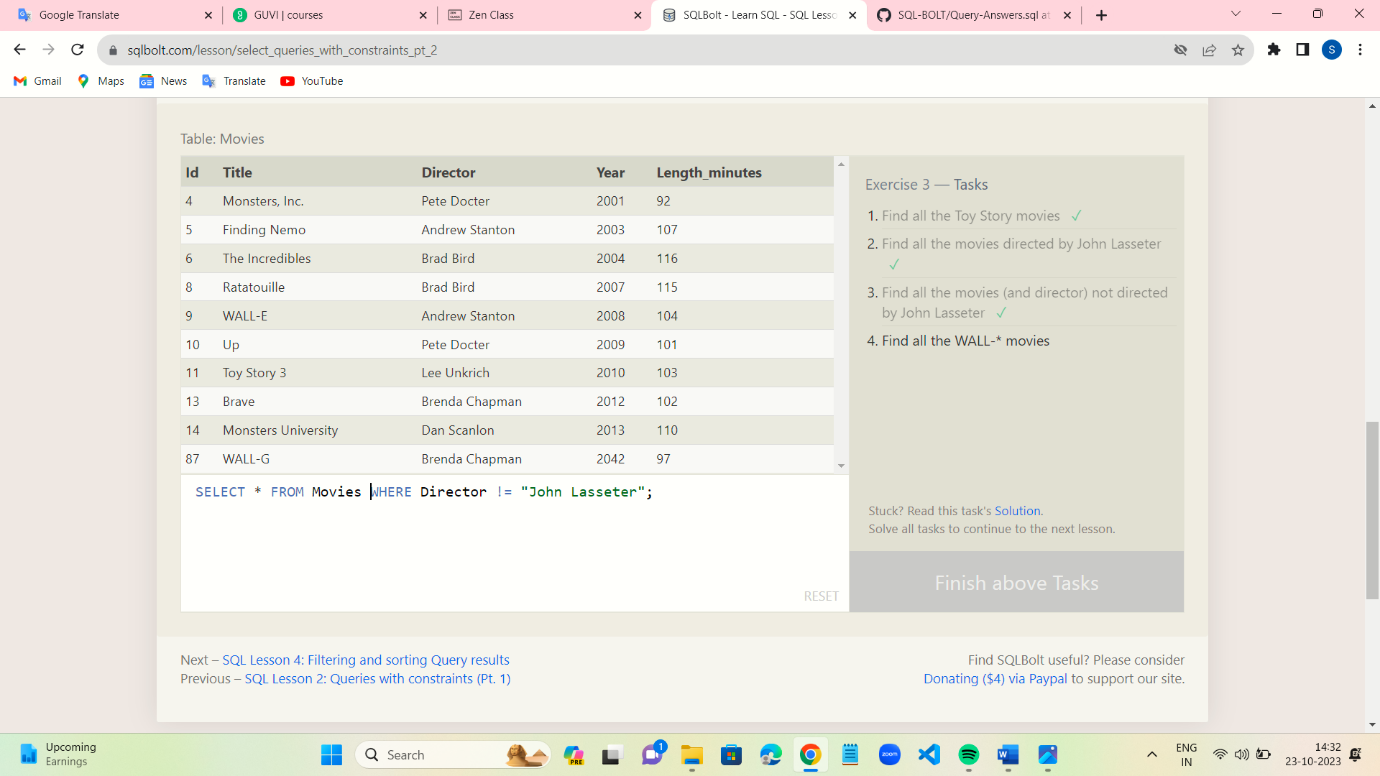 Google Translate
GUVI | courses
Zen Class
SQLBolt - Learn SQL - SQL Lesso
SQL-BOLT/Query-Answers.sql at
sqlbolt.com/lesson/select_queries_with_constraints_pt_2
S
Gmail
Maps
News
Translate
YouTube
Table: Movies
Id Title Director Year Length_minutes
4 Monsters, Inc. Pete Docter 2001 92
5 Finding Nemo Andrew Stanton 2003 107
6 The Incredibles Brad Bird 2004 116
8 Ratatouille Brad Bird 2007 115
9 WALL-E Andrew Stanton 2008 104
10 Up Pete Docter 2009 101
11 Toy Story 3 Lee Unkrich 2010 103
13 Brave Brenda Chapman 2012 102
14 Monsters University Dan Scanlon 2013 110
87 WALL-G Brenda Chapman 2042 97
SELECT * FROM Movies WHERE Director != "John Lasseter";
RESET
Exercise 3 — Tasks
1. Find all the Toy Story movies ✓
2. Find all the movies directed by John Lasseter
✓
3. Find all the movies (and director) not directed
by John Lasseter ✓
4. Find all the WALL-* movies
Stuck? Read this task's Solution.
Solve all tasks to continue to the next lesson.
Finish above Tasks
Next – SQL Lesson 4: Filtering and sorting Query results
Previous – SQL Lesson 2: Queries with constraints (Pt. 1)
Find SQLBolt useful? Please consider
Donating ($4) via Paypal to support our site.
Upcoming
Earnings
Search
PRE
1
zoom
W
ENG
IN
14:32
23-10-2023